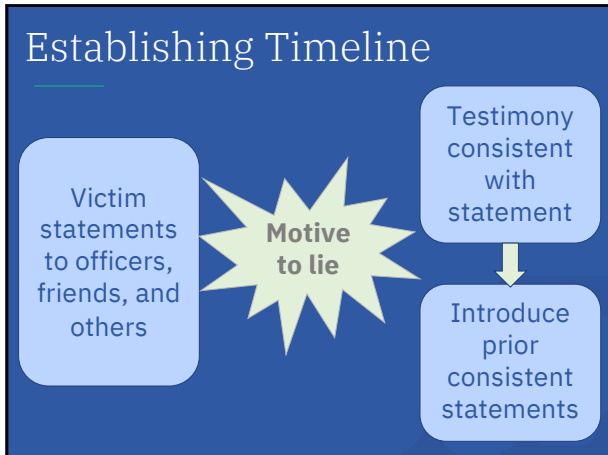 Establishing Timeline
Victim
statements
to officers,
friends, and
others
Motive
to lie
Testimony
consistent
with
statement
Introduce
prior
consistent
statements